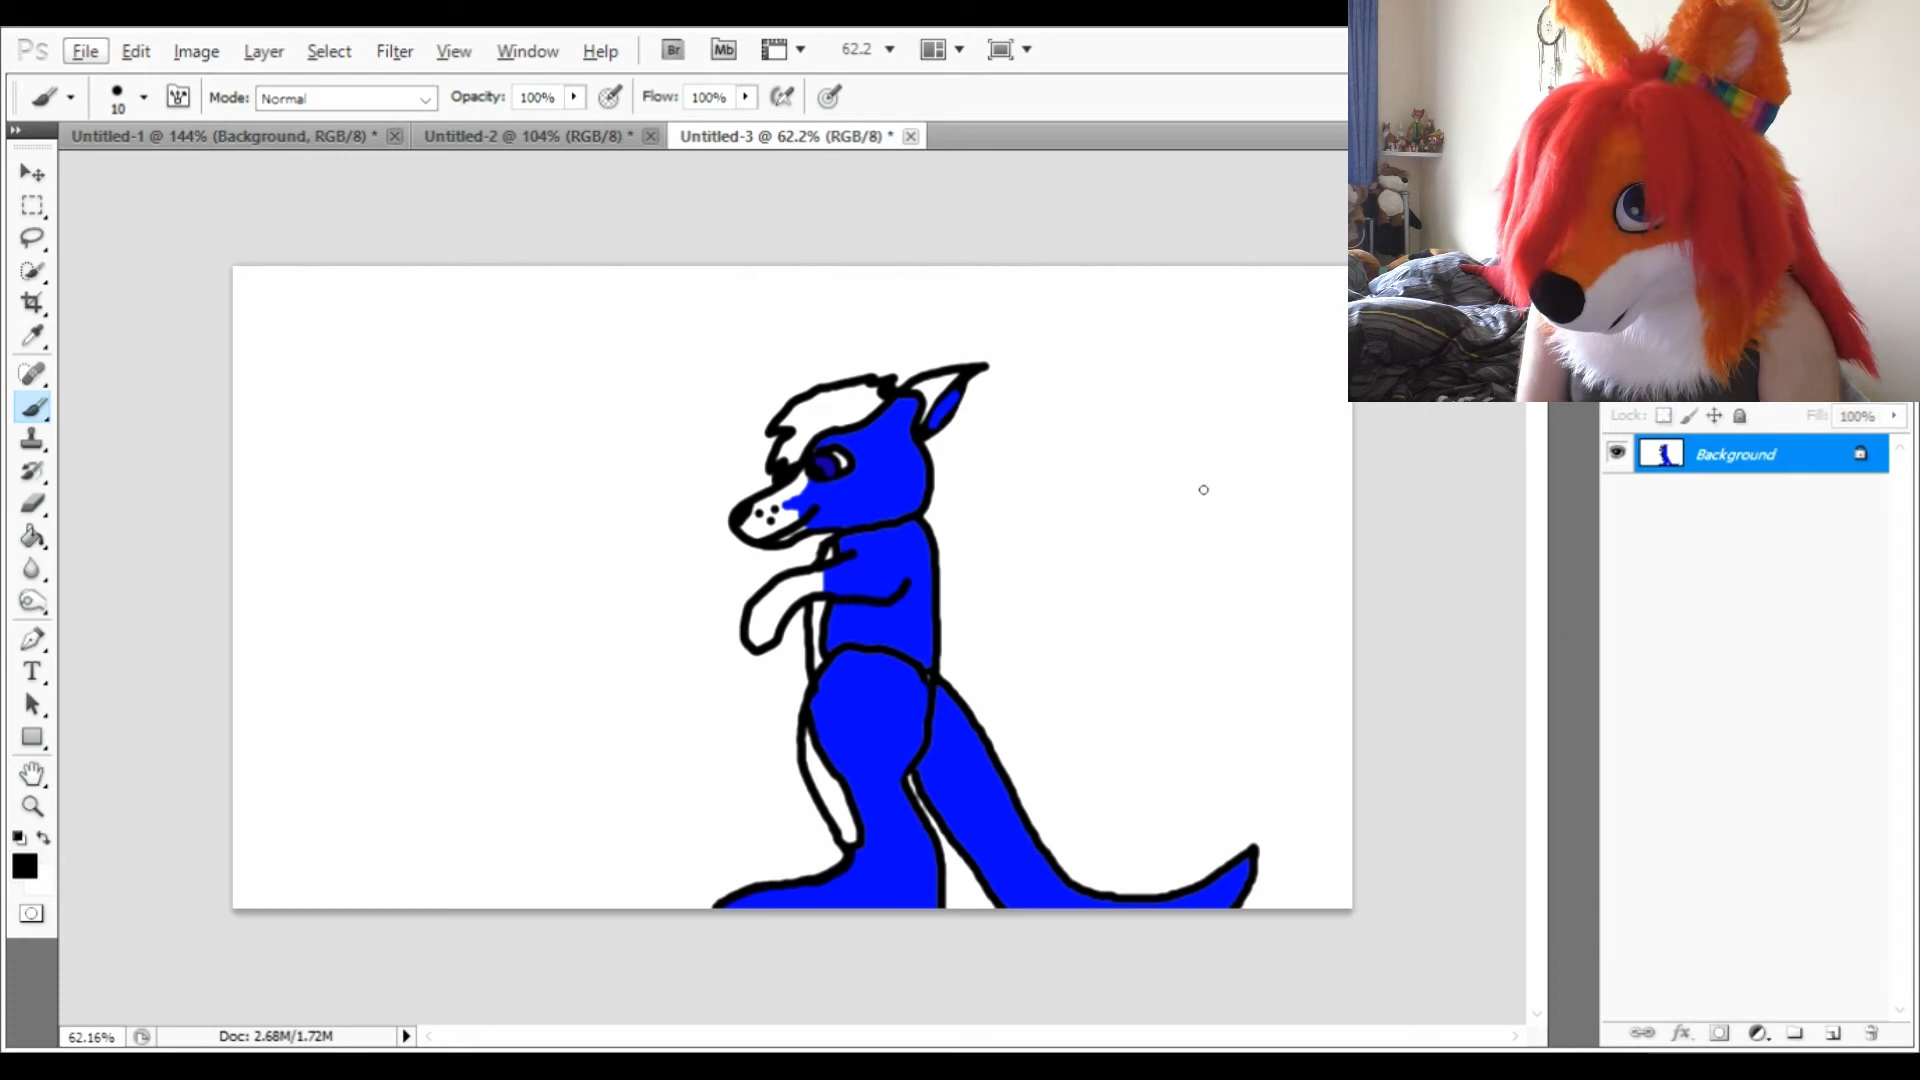 Ps File Edit Image Layer Select Filter View Window Help Br Mb 62.2
10 Mode: Normal Opacity: 100% Flow: 100%
Untitled-1 @ 144% (Background, RGB/8) * Untitled-2 @ 104% (RGB/8) * Untitled-3 @ 62.2% (RGB/8) *
Lock: Fill: 100%
Background
T
62.16% Doc: 2.68M/1.72M
fx